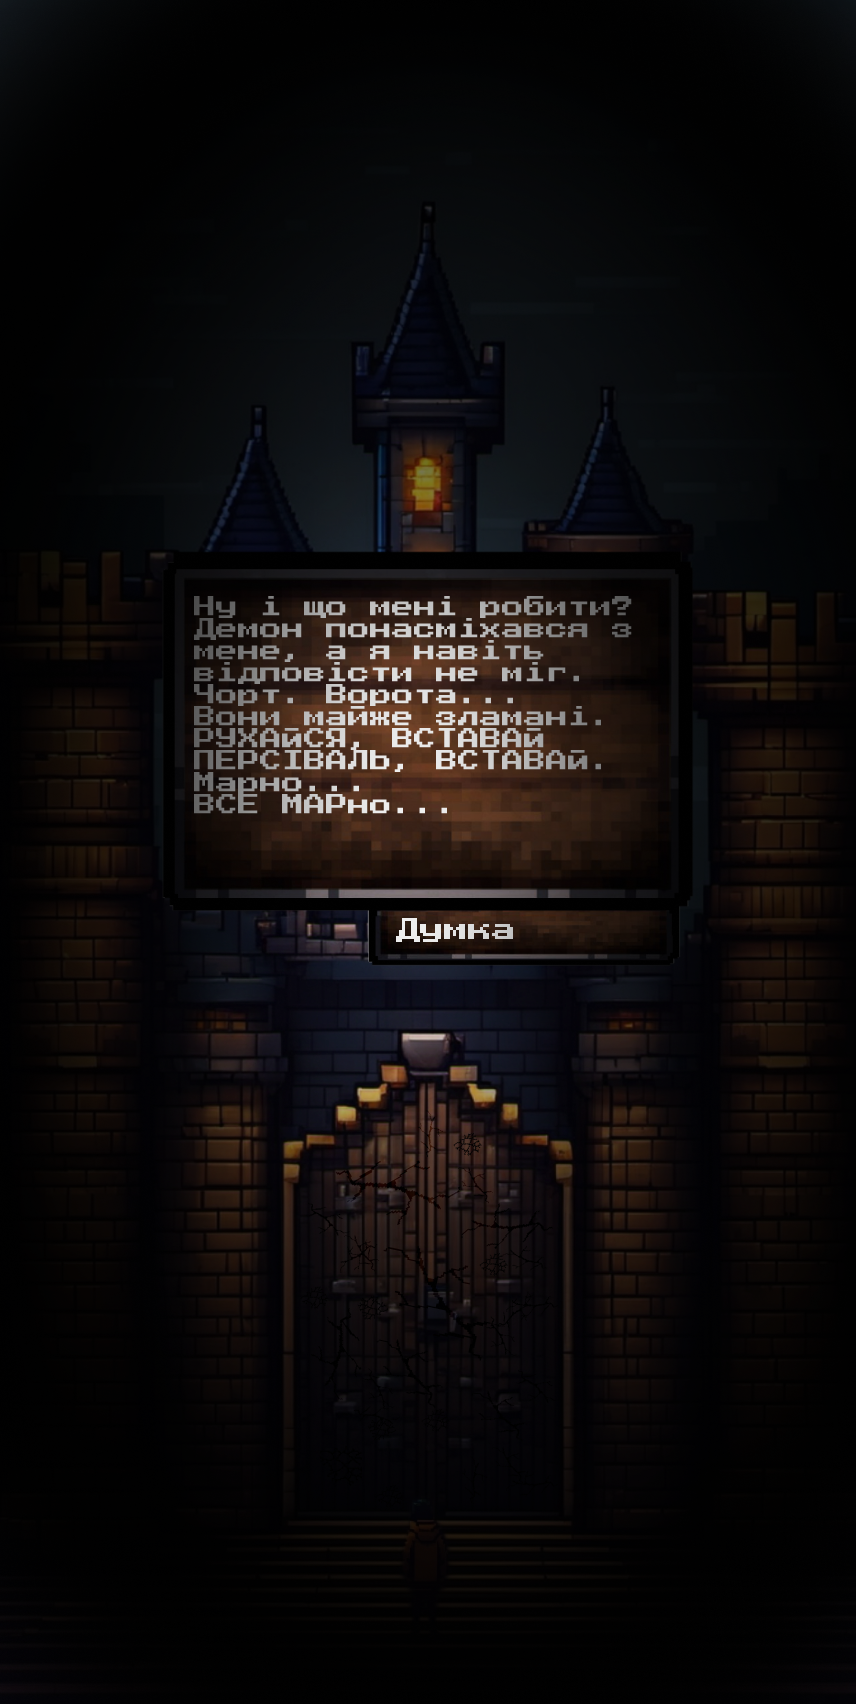 Ну і що мені робити?
Демон понасміхався з
мене, а я навіть
відповісти не міг.
Чорт. Ворота...
Вони майже зламані.
РУХАйСЯ, ВСТАВАй
ПЕРСІВАЛЬ, ВСТАВАй.
Марно...
ВСЕ МАРно...
Думка